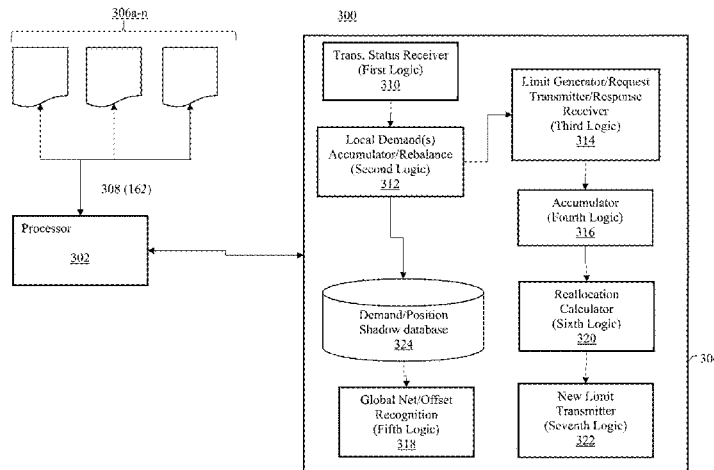 306a-n
300
Trans. Status Receiver
(First Logic)
310
Limit Generator/Request
Transmitter/Response
Receiver
(Third Logic)
314
Local Demand(s)
Accumulator/Rebalance
(Second Logic)
312
308 (162)
Processor
302
Accumulator
(Fourth Logic)
316
Demand/Position
Shadow database
324
Reallocation
Calculator
(Sixth Logic)
320
30
Global Net/Offset
Recognition
(Fifth Logic)
318
New Limit
Transmitter
(Seventh Logic)
322